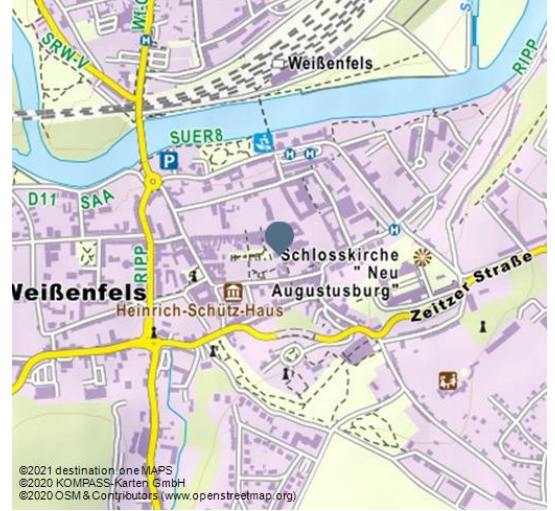 SRW-V
Wf-
H
Weißenfels
RIPP
SUER8
P
H
H
D11
SAA
H
RIPP
Schlosskirche
" Neu
Augustusburg"
Zeitzer Straße
Weißenfels
Heinrich-Schütz-Haus
©2021 destination one MAPS
©2020 KOMPASS-Karten GmbH
©2020 OSM & Contributors (www.openstreetmap.org)